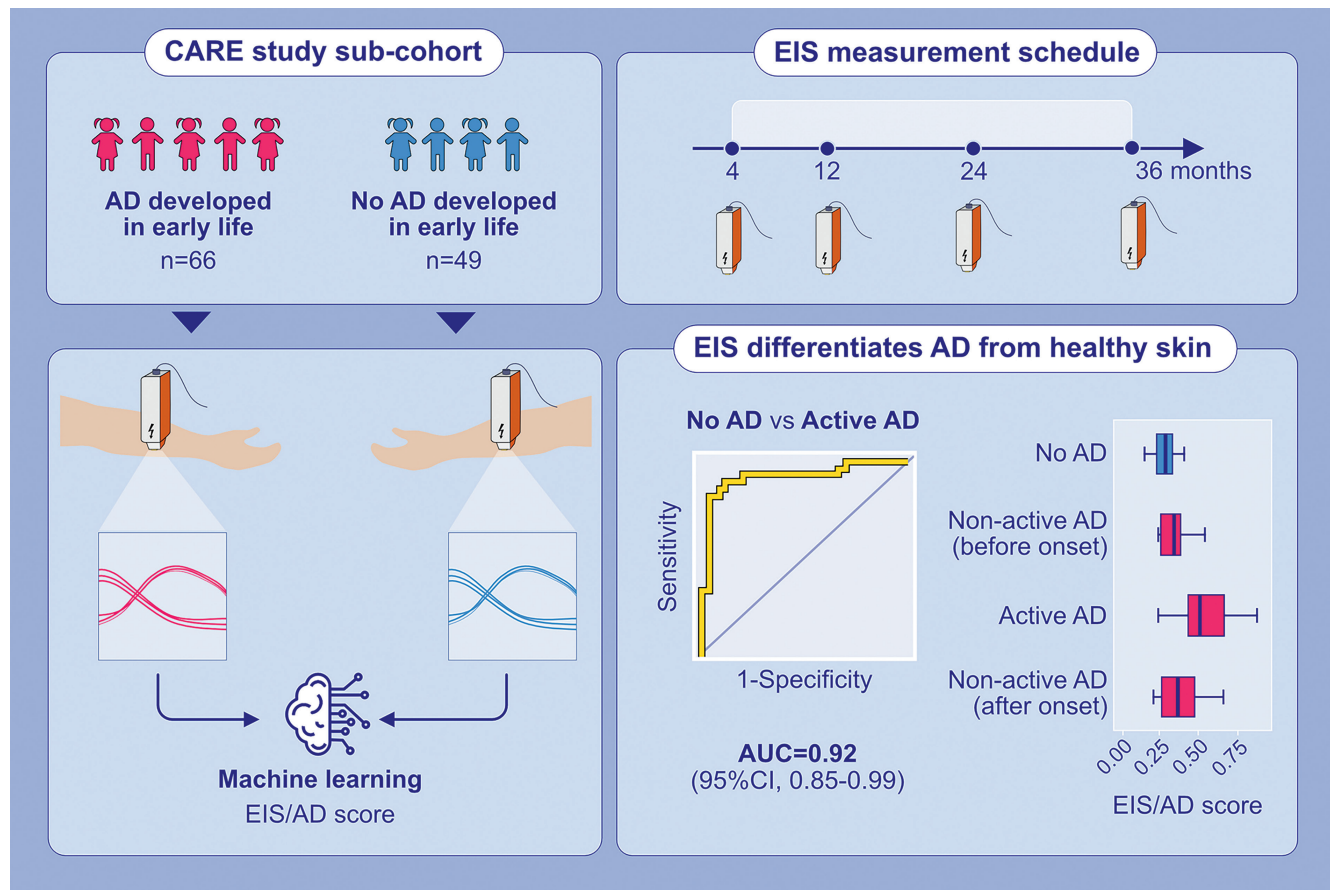 CARE study sub-cohort
AD developed
in early life
n=66
No AD developed
in early life
n=49
EIS measurement schedule
4
12
24
36 months
Machine learning
EIS/AD score
EIS differentiates AD from healthy skin
No AD vs Active AD
Sensitivity
1-Specificity
AUC=0.92
(95%CI, 0.85-0.99)
No AD
Non-active AD
(before onset)
Active AD
Non-active AD
(after onset)
0.00
0.25
0.50
0.75
EIS/AD score